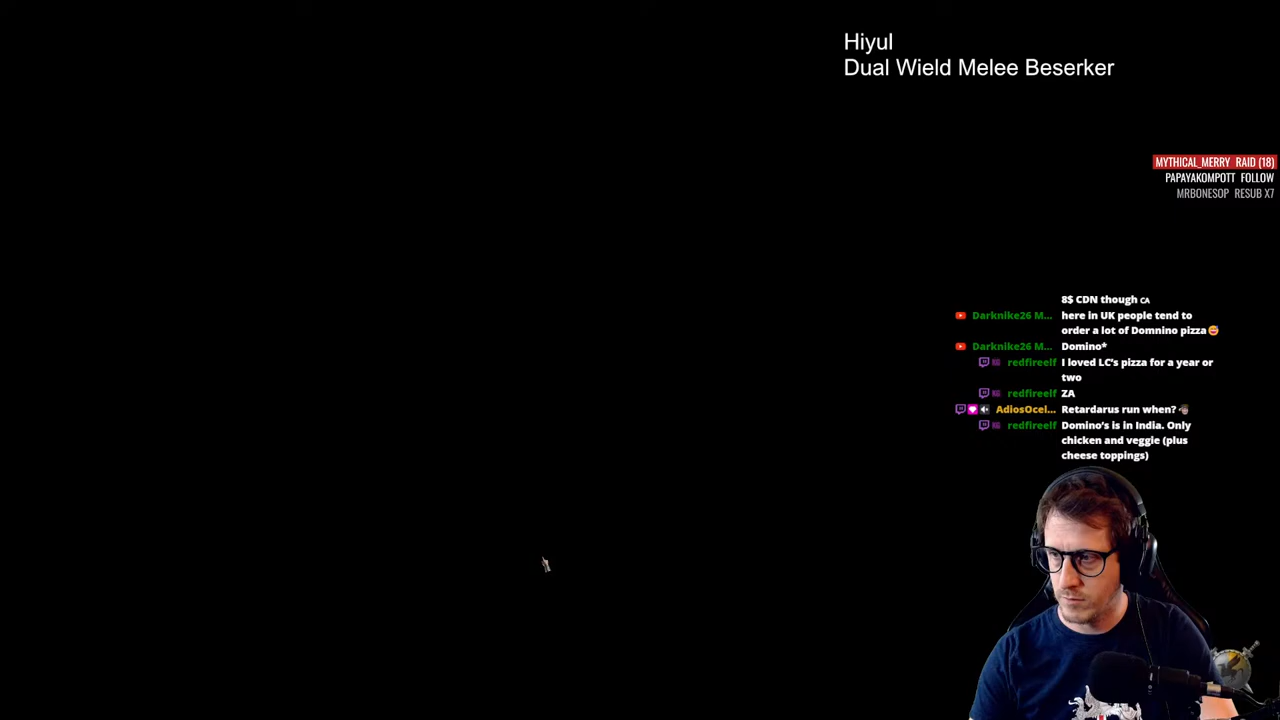 Hiyul
Dual Wield Melee Beserker
MYTHICAL_MERRY RAID (18)
PAPAYAKOMPOTT FOLLOW
MRBONESOP RESUB X7
8$ CDN though CA
Darknike26 M... here in UK people tend to
order a lot of Domnino pizza
Darknike26 M... Domino*
redfireelf I loved LC's pizza for a year or
two
redfireelf ZA
AdiosOcei... Retardarus run when?
redfireelf Domino's is in India. Only
chicken and veggie (plus
cheese toppings)